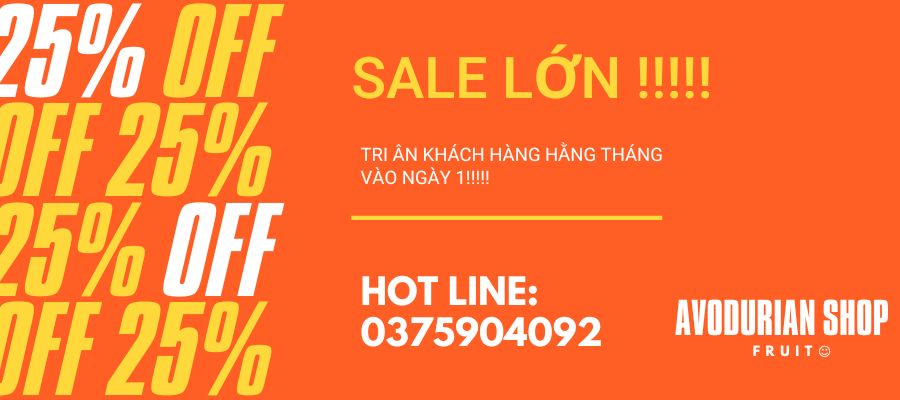 25% OFF
OFF 25%
25% OFF
OFF 25%
SALE LỚN !!!!!
TRI ÂN KHÁCH HÀNG HẰNG THÁNG
VÀO NGÀY 1!!!!!
HOT LINE:
0375904092
AVODURIAN SHOP
FRUIT😊